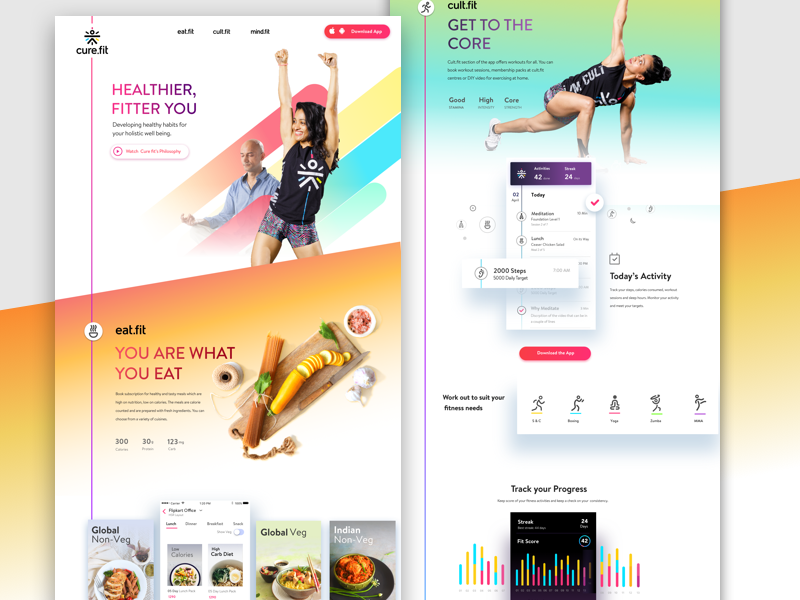 cure.fit
eat.fit
cult.fit
mind.fit
Download App
HEALTHIER,
FITTER YOU
Developing healthy habits for
your holistic well being.
Watch Cure Fit's Philosophy
eat.fit
YOU ARE WHAT
YOU EAT
Book subscription for healthy and tasty meals which are
high on nutrition, low on calories. The meals are calorie
counted and are prepared with fresh ingredients. You can
choose from a variety of cuisines.
300
Calories
30
Protein
123
Carb
Global
Non-Veg
Flipkart Office
Lunch
Dinner
Breakfast
Snack
Low
Calories
High
Carb Diet
Global Veg
Indian
Non-Veg
cult.fit
GET TO THE
CORE
Cult.fit section of the app offers workouts for all. You can
book workout sessions, membership packs at cult.fit
centres or DIY video for exercising at home.
Good
STAMINA
High
INTENSITY
Core
STRENGTH
Activities
42
Streak
24
02
April
Today
Meditation
Foundation Level 1
Lunch
Caesar Chicken Salad
2000 Steps
5000 Daily Target
7:00 AM
Why Meditate
Today's Activity
Track your steps, calories consumed, workout
sessions and sleep hours. Monitor your activity
and meet your targets.
Download the App
Work out to suit your
fitness needs
S & C
Boxing
Yoga
Zumba
MMA
Track your Progress
Keep score of your fitness activities and keep a check on your consistency.
Streak
24
Days
Fit Score
42